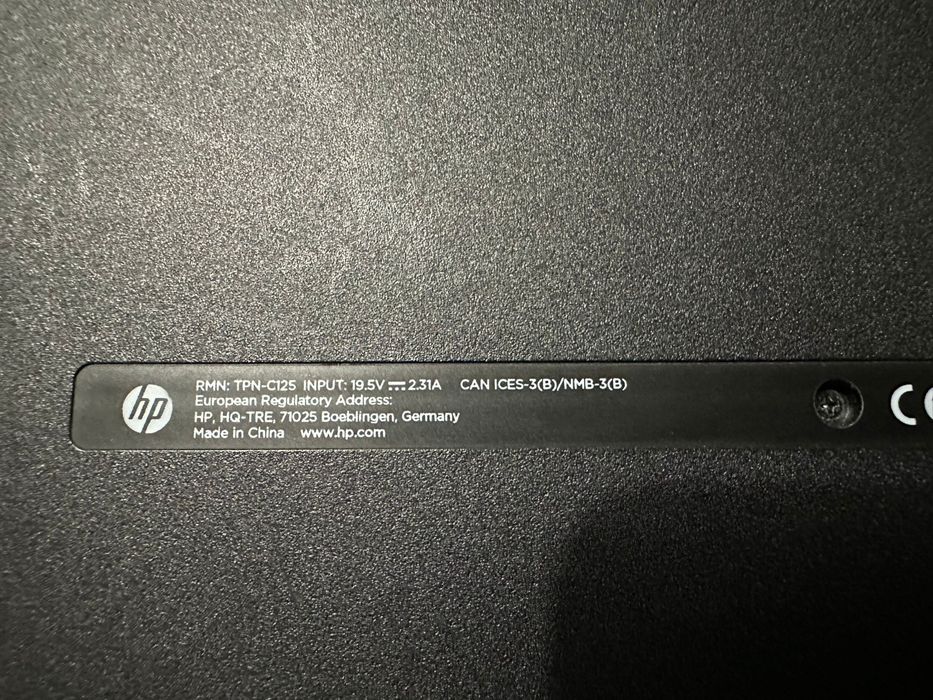 hp
RMN: TPN-C125 INPUT: 19.5V⎓2.31A CAN ICES-3(B)/NMB-3(B)
European Regulatory Address:
HP, HQ-TRE, 71025 Boeblingen, Germany
Made in China www.hp.com
CE